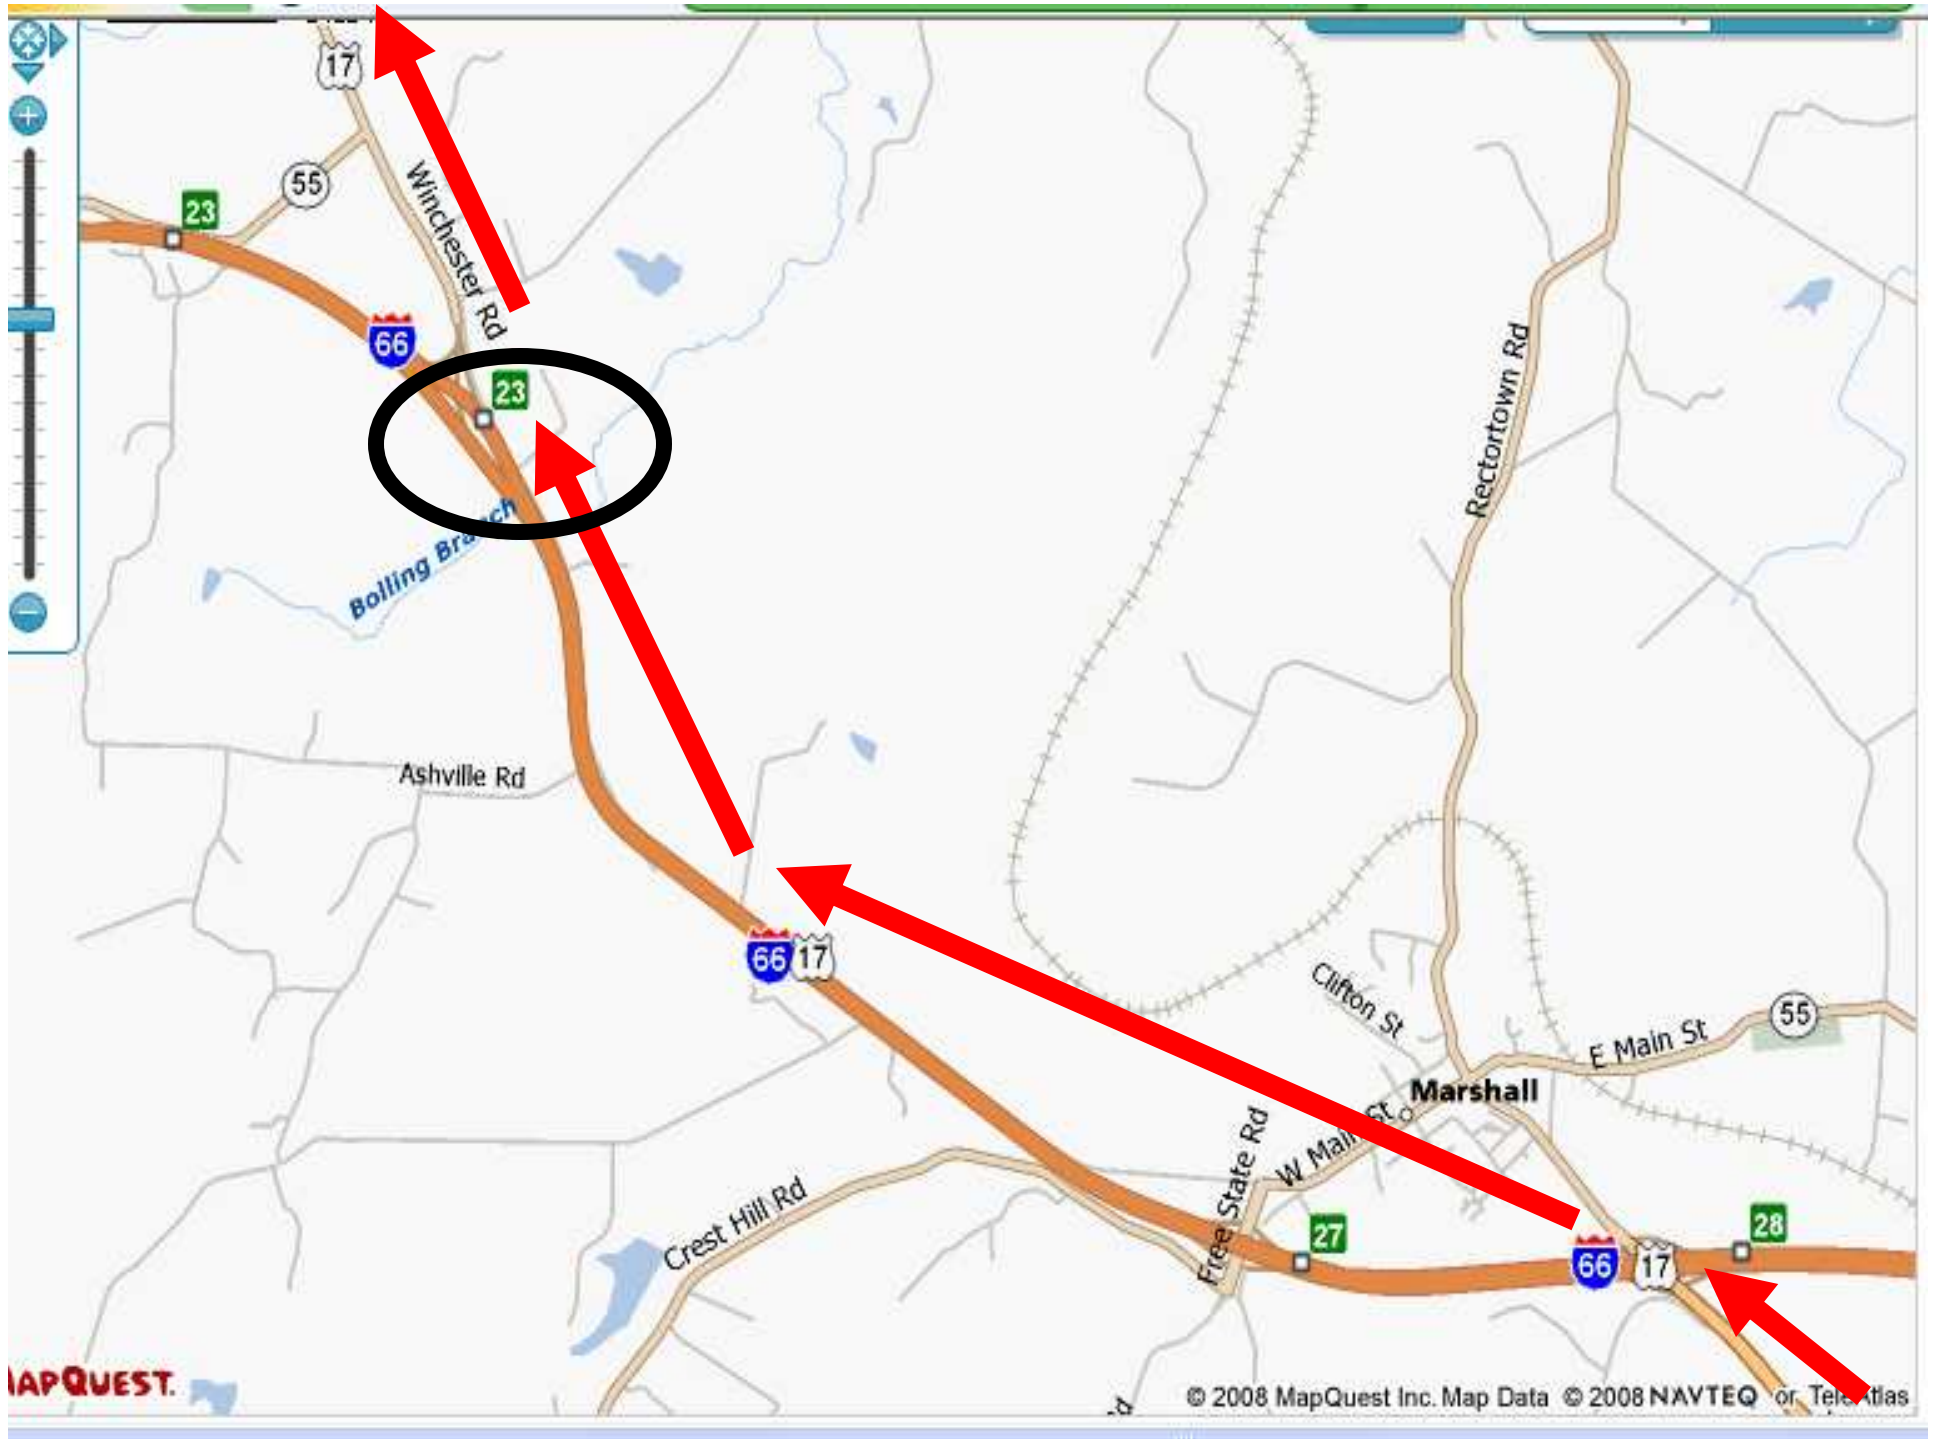 17
55
23
Winchester Rd
66
23
Rectortown Rd
Bolling Branch
Ashville Rd
66
17
Clifton St
55
E Main St
Marshall
W Main St
Free State Rd
Crest Hill Rd
27
28
66
17
MAPQUEST.
© 2008 MapQuest Inc. Map Data © 2008 NAVTEQ or TeleAtlas